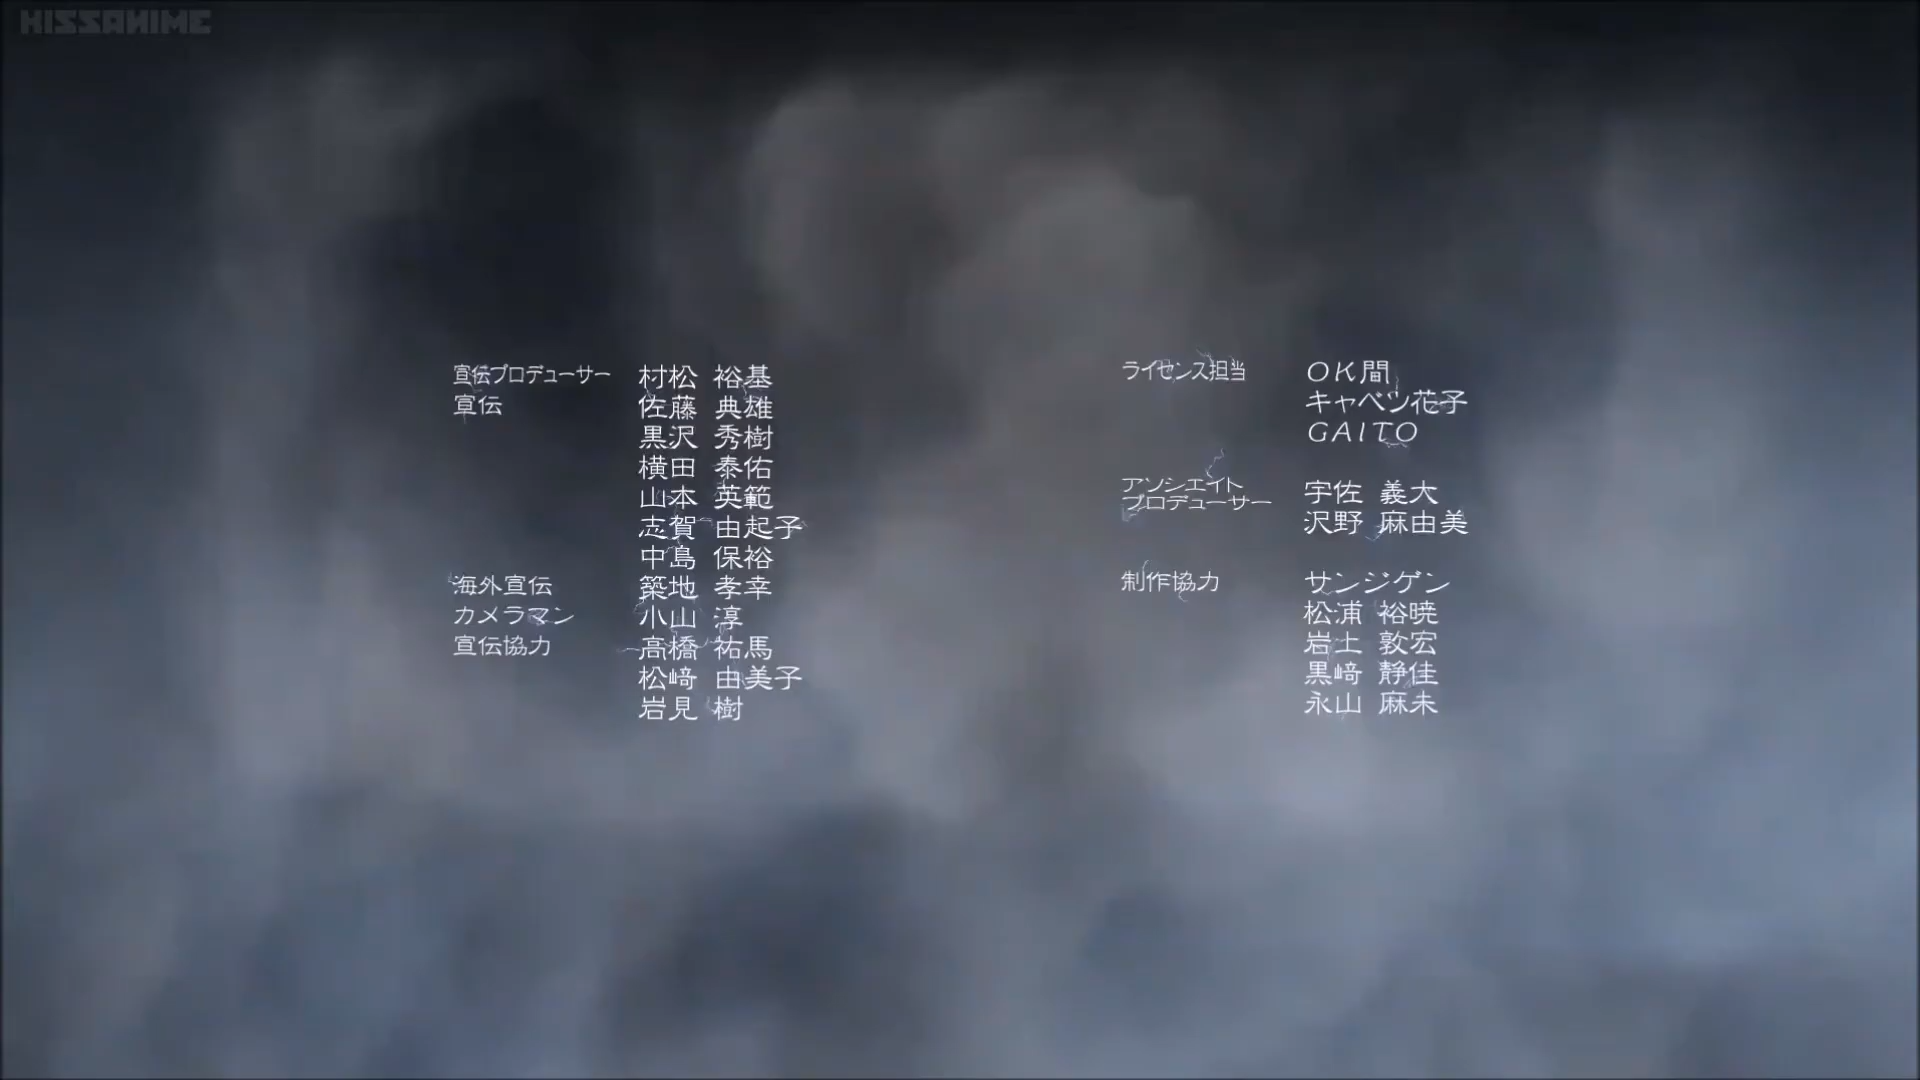 KISSANIME
宣伝プロデューサー 村松 裕基
宣伝 佐藤 典雄
黒沢 秀樹
横田 泰佑
山本 英範
志賀 由起子
中島 保裕
海外宣伝 築地 孝幸
カメラマン 小山 淳
宣伝協力 高橋 祐馬
松﨑 由美子
岩見 樹
ライセンス担当 OK間
キャベツ花子
GAITO
アソシエイト
プロデューサー 宇佐 義大
沢野 麻由美
制作協力 サンジゲン
松浦 裕暁
岩上 敦宏
黒﨑 静佳
永山 麻未